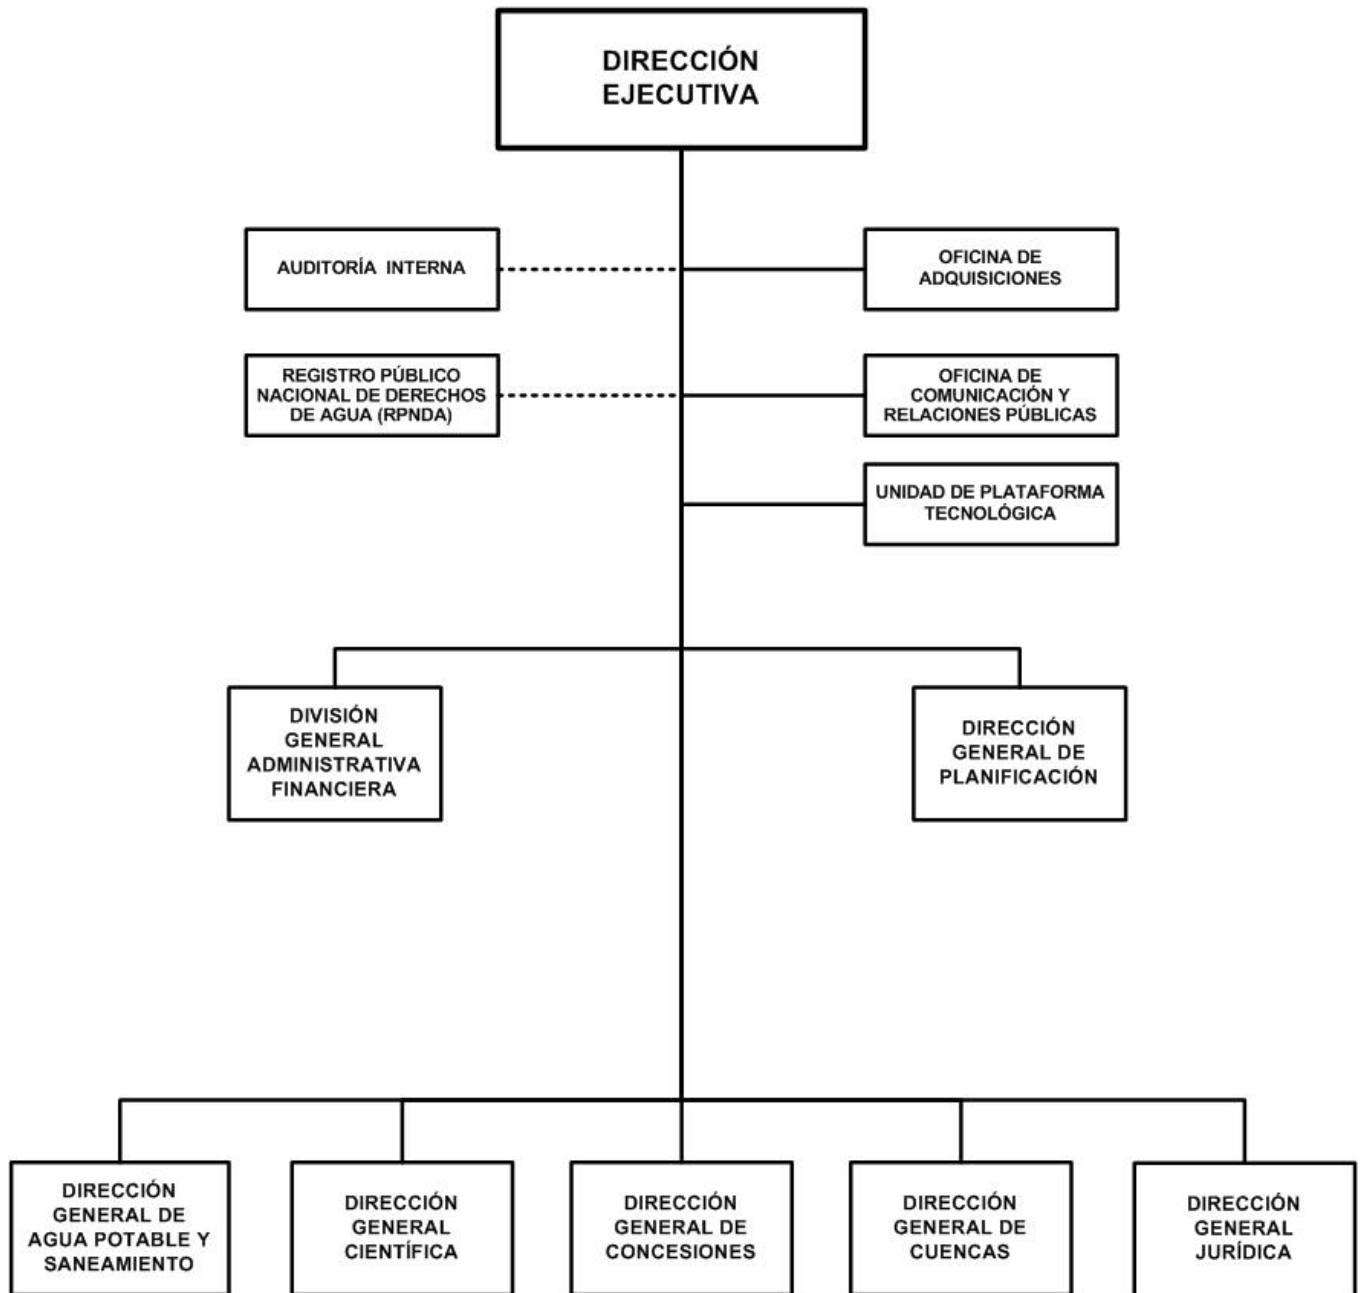 DIRECCIÓN
EJECUTIVA
AUDITORÍA INTERNA
OFICINA DE
ADQUISICIONES
REGISTRO PÚBLICO
NACIONAL DE DERECHOS
DE AGUA (RPNDA)
OFICINA DE
COMUNICACIÓN Y
RELACIONES PÚBLICAS
UNIDAD DE PLATAFORMA
TECNOLÓGICA
DIVISIÓN
GENERAL
ADMINISTRATIVA
FINANCIERA
DIRECCIÓN
GENERAL DE
PLANIFICACIÓN
DIRECCIÓN
GENERAL DE
AGUA POTABLE Y
SANEAMIENTO
DIRECCIÓN
GENERAL
CIENTÍFICA
DIRECCIÓN
GENERAL DE
CONCESIONES
DIRECCIÓN
GENERAL DE
CUENCAS
DIRECCIÓN
GENERAL
JURÍDICA